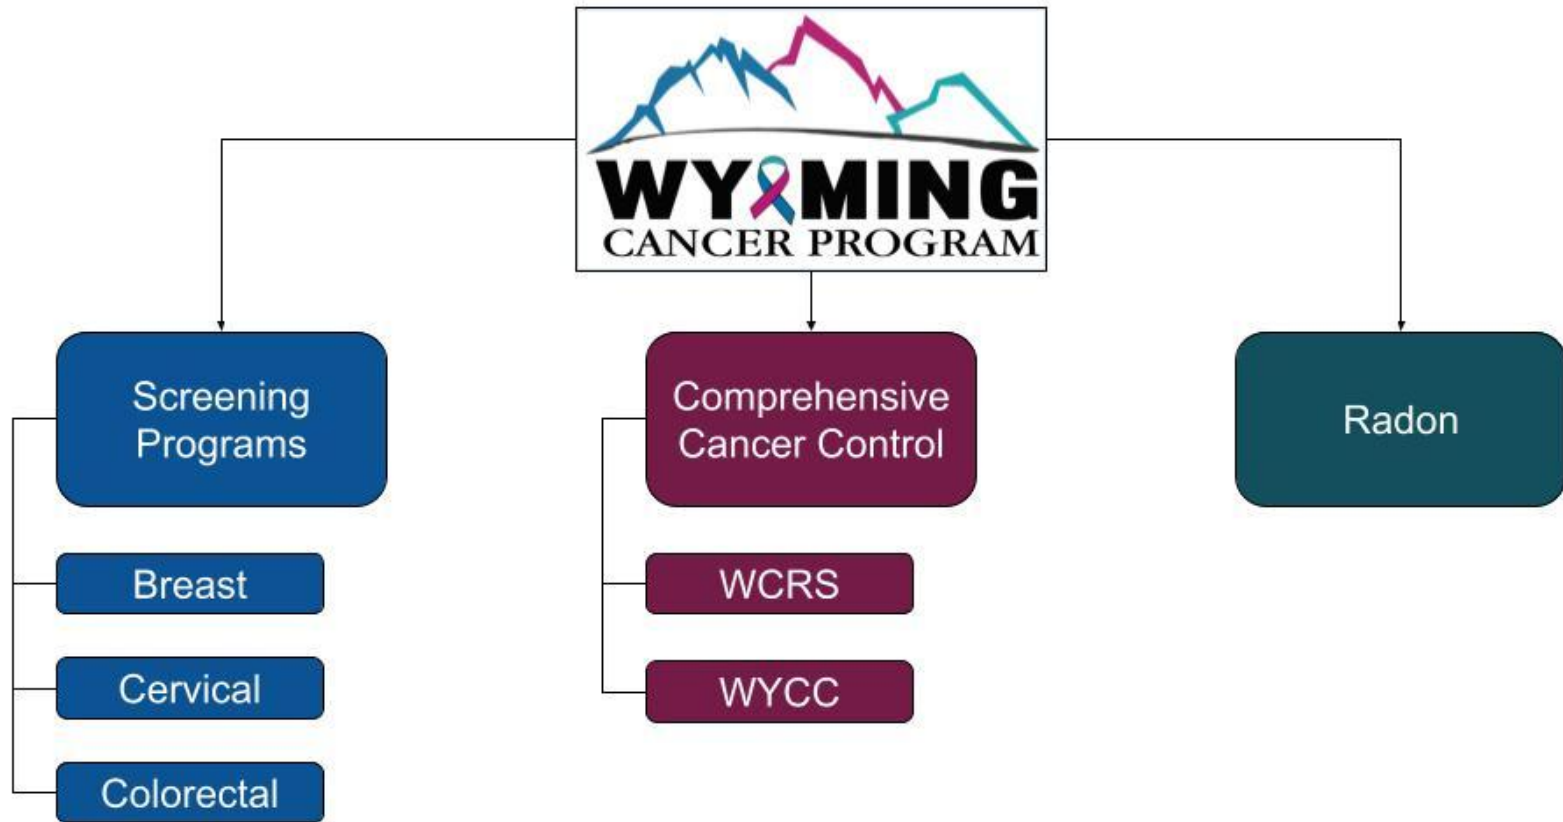 WYOMING
CANCER PROGRAM
Screening
Programs
Breast
Cervical
Colorectal
Comprehensive
Cancer Control
WCRS
WYCC
Radon